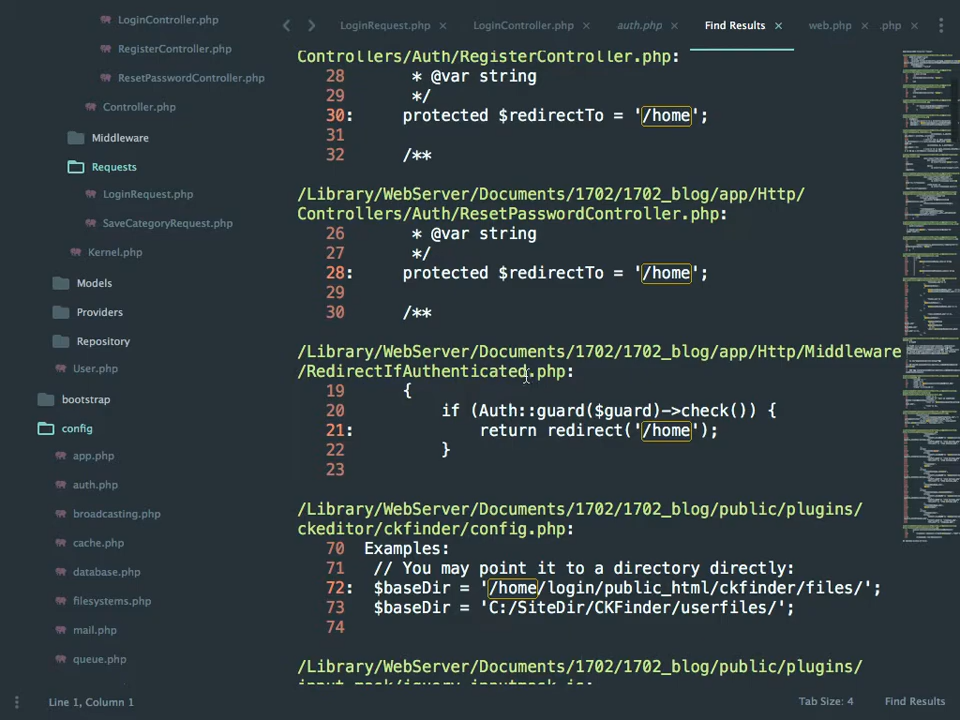 LoginController.php
RegisterController.php
ResetPasswordController.php
Controller.php
Middleware
Requests
LoginRequest.php
SaveCategoryRequest.php
Kernel.php
Models
Providers
Repository
User.php
bootstrap
config
app.php
auth.php
broadcasting.php
cache.php
database.php
filesystems.php
mail.php
queue.php
LoginRequest.php × LoginController.php × auth.php × Find Results × web.php × .php ×
Controllers/Auth/RegisterController.php:
28 * @var string
29 */
30: protected $redirectTo = '/home';
31
32 /**
/Library/WebServer/Documents/1702/1702_blog/app/Http/
Controllers/Auth/ResetPasswordController.php:
26 * @var string
27 */
28: protected $redirectTo = '/home';
29
30 /**
/Library/WebServer/Documents/1702/1702_blog/app/Http/Middleware
/RedirectIfAuthenticated.php:
19 {
20 if (Auth::guard($guard)->check()) {
21: return redirect('/home');
22 }
23
/Library/WebServer/Documents/1702/1702_blog/public/plugins/
ckeditor/ckfinder/config.php:
70 Examples:
71 // You may point it to a directory directly:
72: $baseDir = '/home/login/public_html/ckfinder/files/';
73 $baseDir = 'C:/SiteDir/CKFinder/userfiles/';
74
/Library/WebServer/Documents/1702/1702_blog/public/plugins/
input-mask/jquery.inputmask.js:
Line 1, Column 1 Tab Size: 4 Find Results